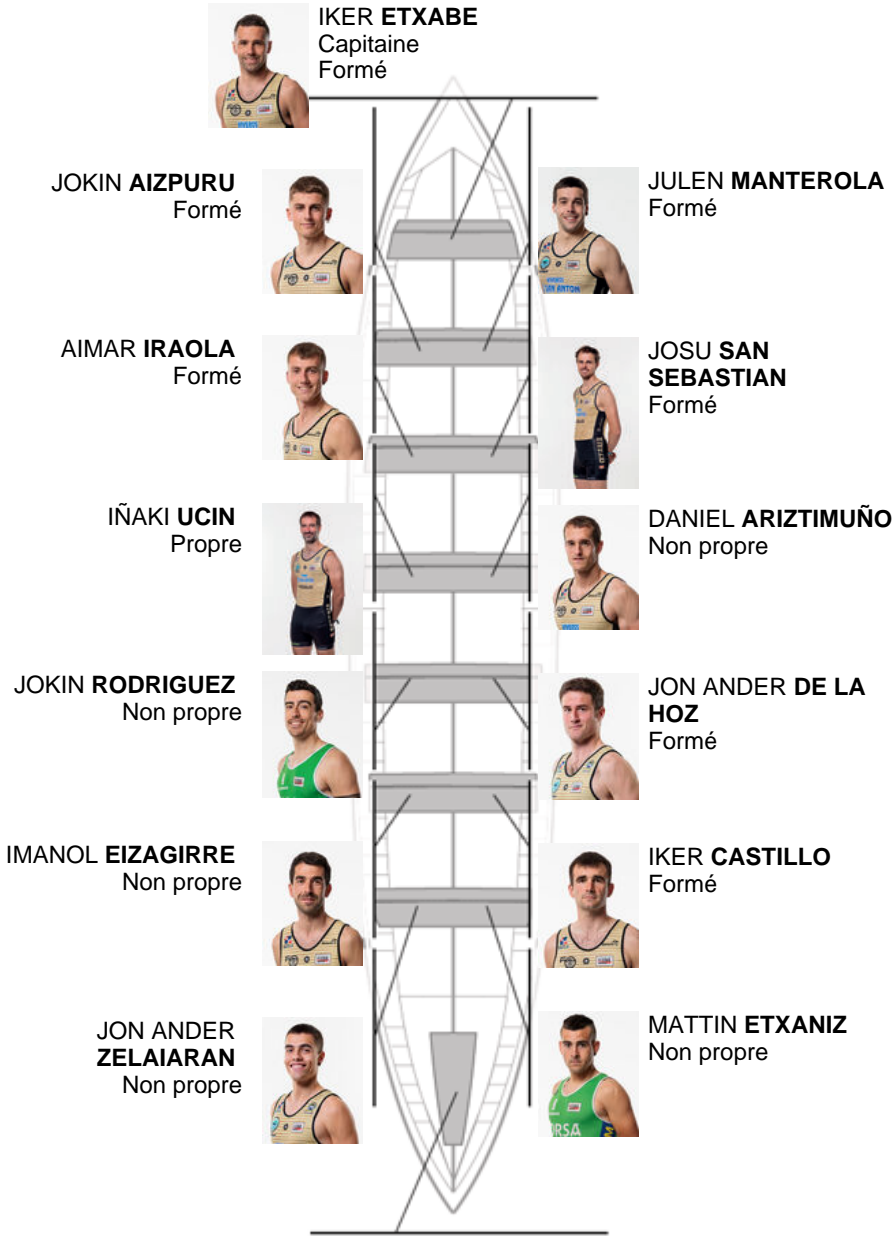 IKER ETXABE
Capitaine
Formé
JOKIN AIZPURU
Formé
JULEN MANTEROLA
Formé
AIMAR IRAOLA
Formé
JOSU SAN
SEBASTIAN
Formé
IÑAKI UCIN
Propre
DANIEL ARIZTIMUÑO
Non propre
JOKIN RODRIGUEZ
Non propre
JON ANDER DE LA
HOZ
Formé
IMANOL EIZAGIRRE
Non propre
IKER CASTILLO
Formé
JON ANDER
ZELAIARAN
Non propre
MATTIN ETXANIZ
Non propre